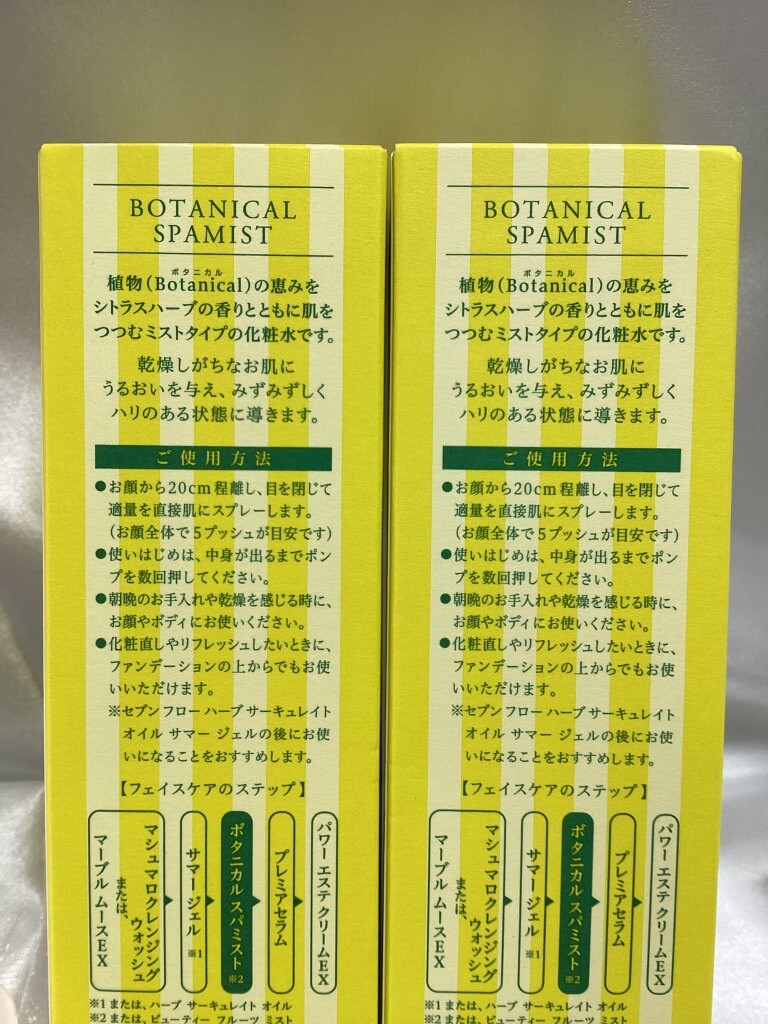 BOTANICAL
SPAMIST
ボタニカル
植物(Botanical)の恵みを
シトラスハーブの香りとともに肌を
つつむミストタイプの化粧水です。
乾燥しがちなお肌に
うるおいを与え、みずみずしく
ハリのある状態に導きます。
ご使用方法
●お顔から20cm程離し、目を閉じて
適量を直接肌にスプレーします。
(お顔全体で5プッシュが目安です)
●使いはじめは、中身が出るまでポン
プを数回押してください。
●朝晩のお手入れや乾燥を感じる時に、
お顔やボディにお使いください。
●化粧直しやリフレッシュしたいときに、
ファンデーションの上からでもお使
いいただけます。
※セブン フロー ハーブ サーキュレイト
オイル サマー ジェルの後にお使
いになることをおすすめします。
【フェイスケアのステップ】
マシュマロクレンジング
ウォッシュ
または、
マーブル ムースEX
サマー ジェル ※1
ボタニカル スパミスト ※2
プレミアセラム
パワー エステ クリームEX
※1 または、ハーブ サーキュレイト オイル
※2 または、ビューティー フルーツ ミスト
BOTANICAL
SPAMIST
ボタニカル
植物(Botanical)の恵みを
シトラスハーブの香りとともに肌を
つつむミストタイプの化粧水です。
乾燥しがちなお肌に
うるおいを与え、みずみずしく
ハリのある状態に導きます。
ご使用方法
●お顔から20cm程離し、目を閉じて
適量を直接肌にスプレーします。
(お顔全体で5プッシュが目安です)
●使いはじめは、中身が出るまでポン
プを数回押してください。
●朝晩のお手入れや乾燥を感じる時に、
お顔やボディにお使いください。
●化粧直しやリフレッシュしたいときに、
ファンデーションの上からでもお使
いいただけます。
※セブン フロー ハーブ サーキュレイト
オイル サマー ジェルの後にお使
いになることをおすすめします。
【フェイスケアのステップ】
マシュマロクレンジング
ウォッシュ
または、
マーブル ムースEX
サマー ジェル ※1
ボタニカル スパミスト ※2
プレミアセラム
パワー エステ クリームEX
※1 または、ハーブ サーキュレイト オイル
※2 または、ビューティー フルーツ ミスト